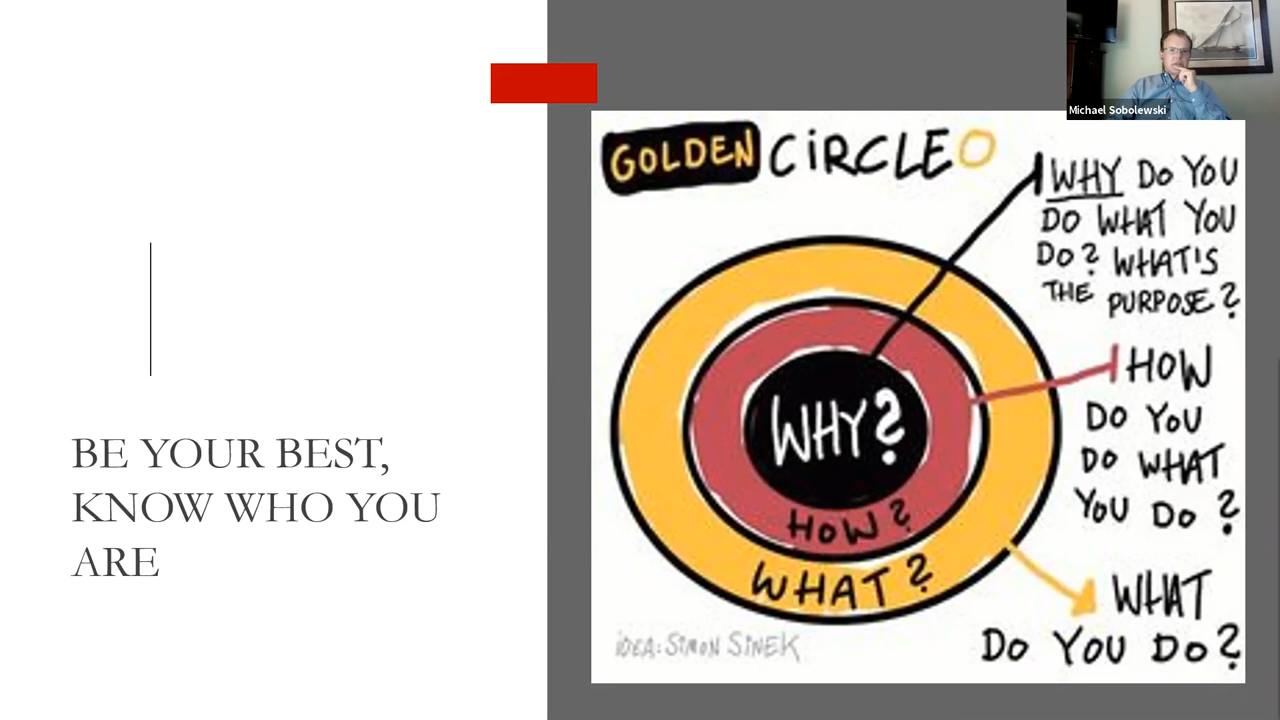 BE YOUR BEST,
KNOW WHO YOU
ARE
GOLDEN CiRCLE
WHY DO YOU
DO WHAT YOU
DO? WHAT'S
THE PURPOSE?
HOW
DO YOU
DO WHAT
YOU DO?
WHAT
DO YOU DO?
WHY?
HOW?
WHAT?
iDEA: SiMON SiNEK
Michael Sobolewski